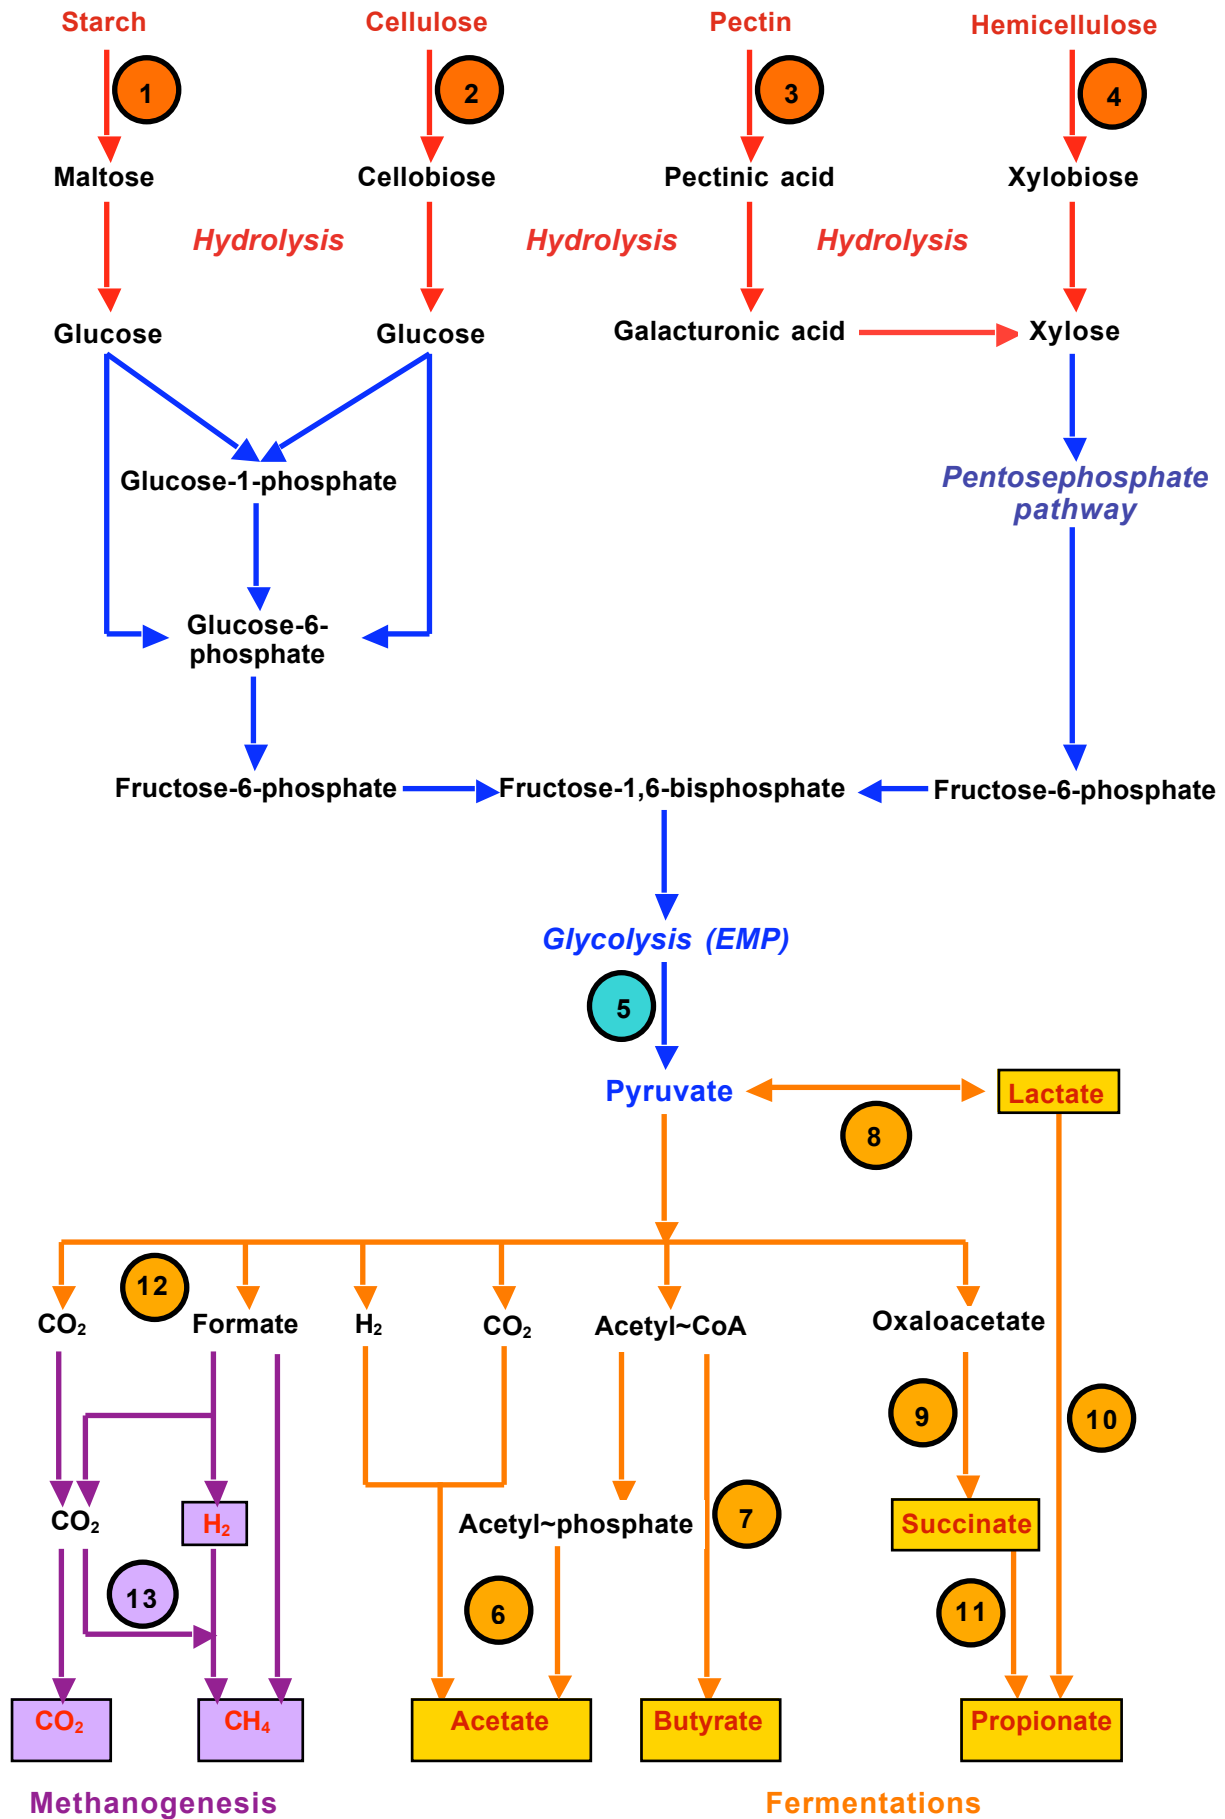 Starch
Cellulose
Pectin
Hemicellulose
1
2
3
4
Maltose
Cellobiose
Pectinic acid
Xylobiose
Hydrolysis
Hydrolysis
Hydrolysis
Glucose
Glucose
Galacturonic acid
Xylose
Glucose-1-phosphate
Pentosephosphate
pathway
Glucose-6-
phosphate
Fructose-6-phosphate
Fructose-1,6-bisphosphate
Fructose-6-phosphate
Glycolysis (EMP)
5
Pyruvate
Lactate
8
12
CO₂
Formate
H₂
CO₂
Acetyl~CoA
Oxaloacetate
9
10
CO₂
H₂
Acetyl~phosphate
7
Succinate
13
6
11
CO₂
CH₄
Acetate
Butyrate
Propionate
Methanogenesis
Fermentations